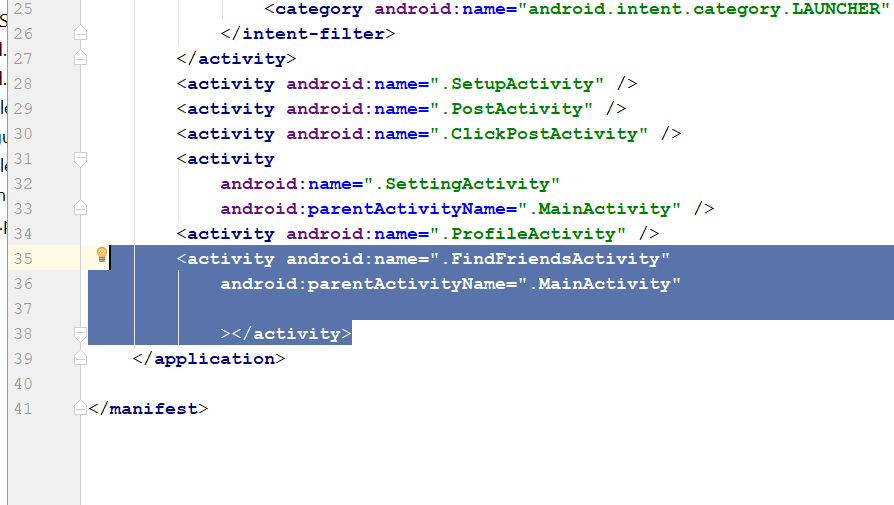 25 <category android:name="android.intent.category.LAUNCHER"
26 </intent-filter>
27 </activity>
28 <activity android:name=".SetupActivity" />
29 <activity android:name=".PostActivity" />
30 <activity android:name=".ClickPostActivity" />
31 <activity
32 android:name=".SettingActivity"
33 android:parentActivityName=".MainActivity" />
34 <activity android:name=".ProfileActivity" />
35 <activity android:name=".FindFriendsActivity"
36 android:parentActivityName=".MainActivity"
37
38 ></activity>
39 </application>
40
41 </manifest>